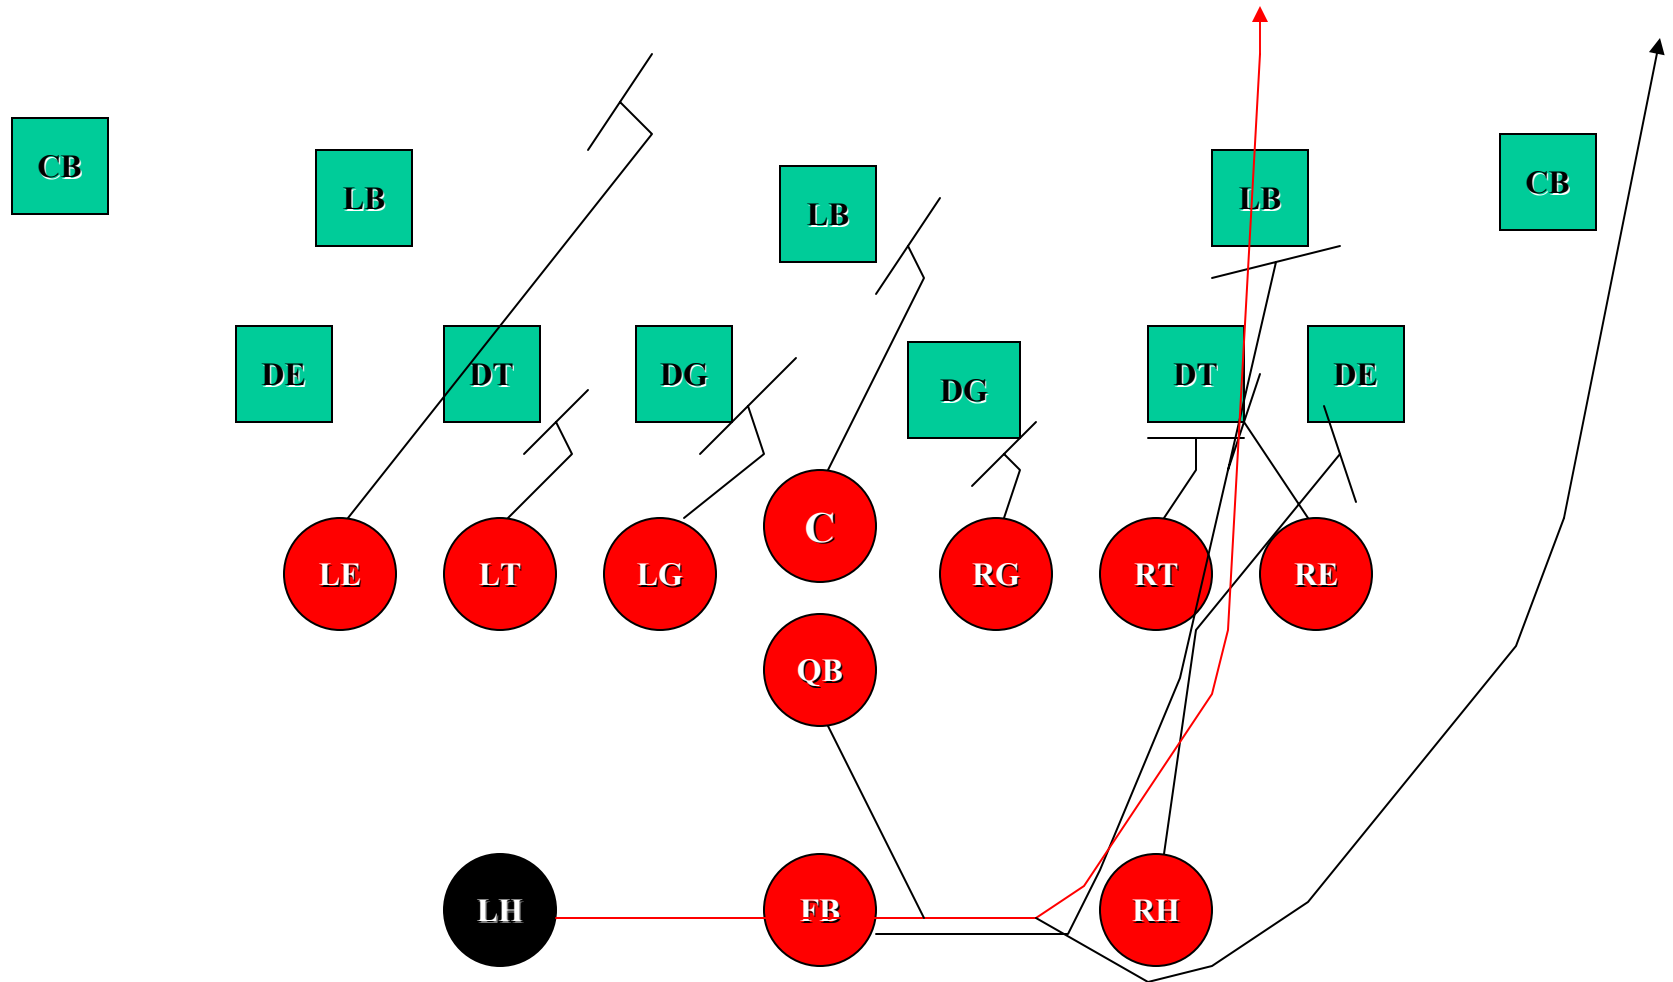 CB
LB
LB
LB
CB
DE
DT
DG
DG
DT
DE
LE
LT
LG
C
RG
RT
RE
QB
LH
FB
RH